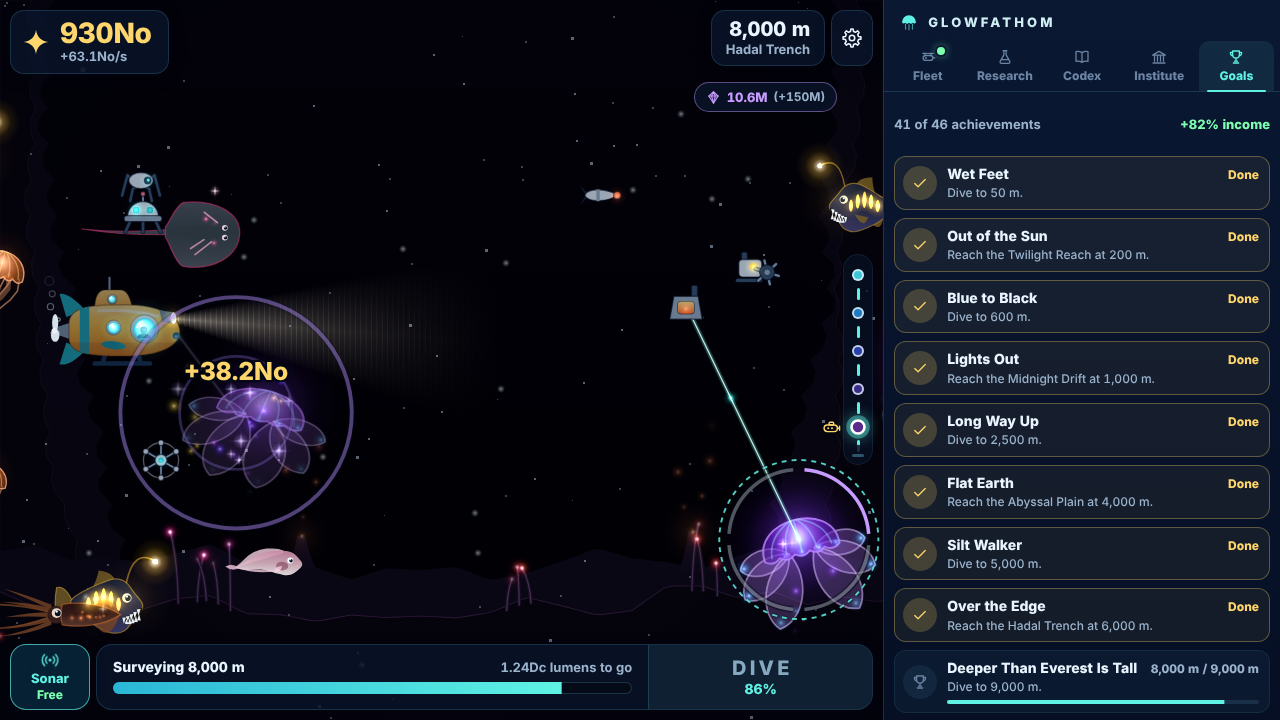 930No
+63.1No/s
8,000 m
Hadal Trench
10.6M (+150M)
+38.2No
Sonar
Free
Surveying 8,000 m
1.24Dc lumens to go
DIVE
86%
GLOWFATHOM
Fleet
Research
Codex
Institute
Goals
41 of 46 achievements
+82% income
Wet Feet
Done
Dive to 50 m.
Out of the Sun
Done
Reach the Twilight Reach at 200 m.
Blue to Black
Done
Dive to 600 m.
Lights Out
Done
Reach the Midnight Drift at 1,000 m.
Long Way Up
Done
Dive to 2,500 m.
Flat Earth
Done
Reach the Abyssal Plain at 4,000 m.
Silt Walker
Done
Dive to 5,000 m.
Over the Edge
Done
Reach the Hadal Trench at 6,000 m.
Deeper Than Everest Is Tall
8,000 m / 9,000 m
Dive to 9,000 m.